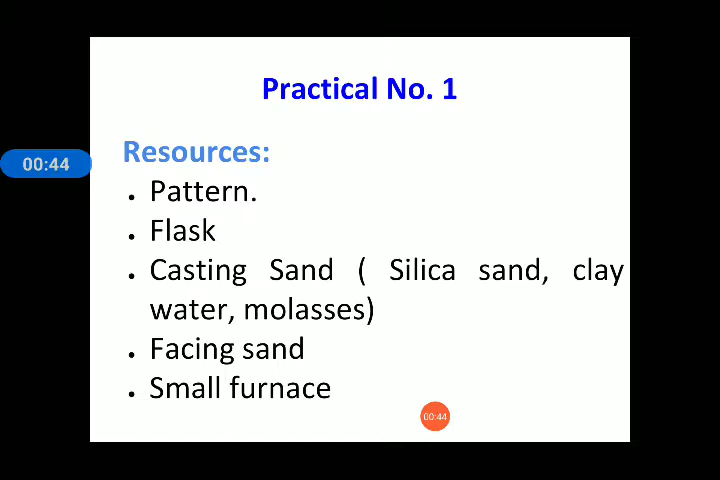 Practical No. 1
00:44
Resources:
• Pattern.
• Flask
• Casting Sand ( Silica sand, clay
water, molasses)
• Facing sand
• Small furnace
00:44